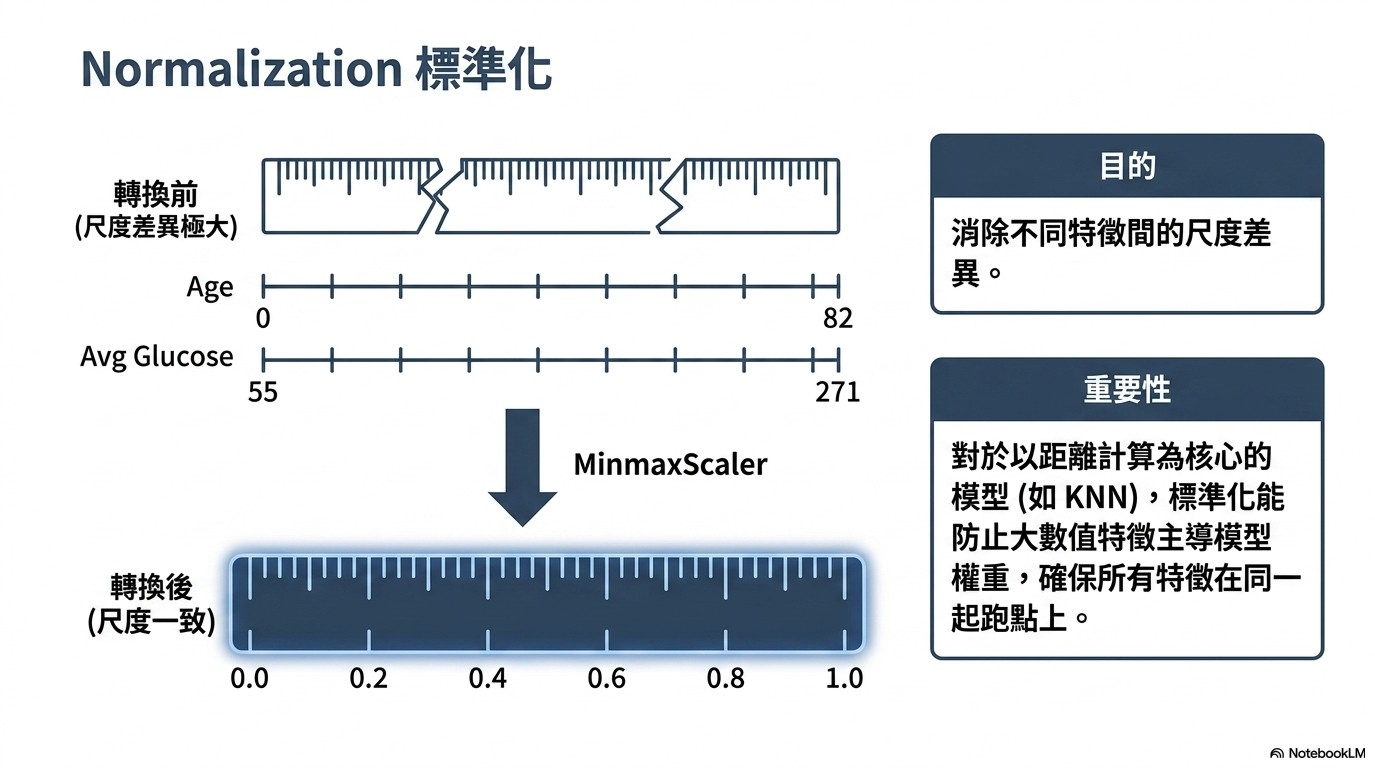 Normalization 標準化
轉換前
(尺度差異極大)
Age
0
82
Avg Glucose
55
271
MinmaxScaler
轉換後
(尺度一致)
0.0
0.2
0.4
0.6
0.8
1.0
目的
消除不同特徵間的尺度差
異。
重要性
對於以距離計算為核心的
模型 (如 KNN)，標準化能
防止大數值特徵主導模型
權重，確保所有特徵在同一
起跑點上。
NotebookLM